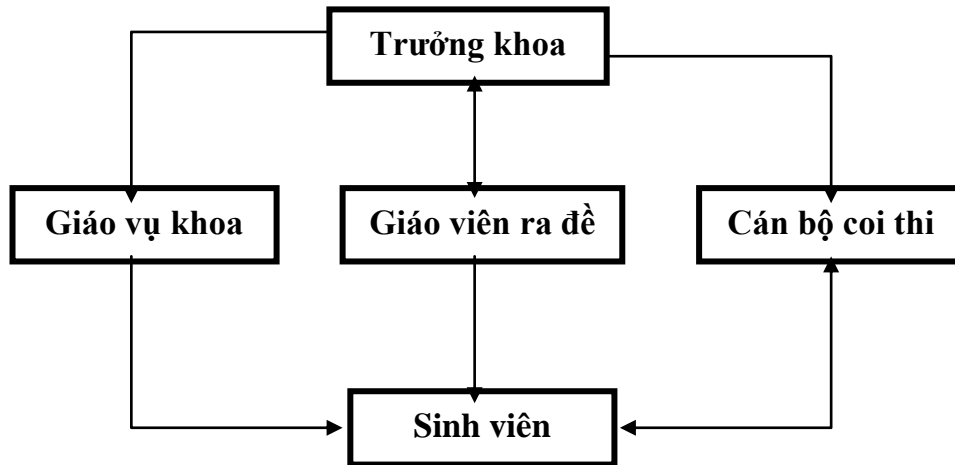 Trưởng khoa
Giáo vụ khoa
Giáo viên ra đề
Cán bộ coi thi
Sinh viên